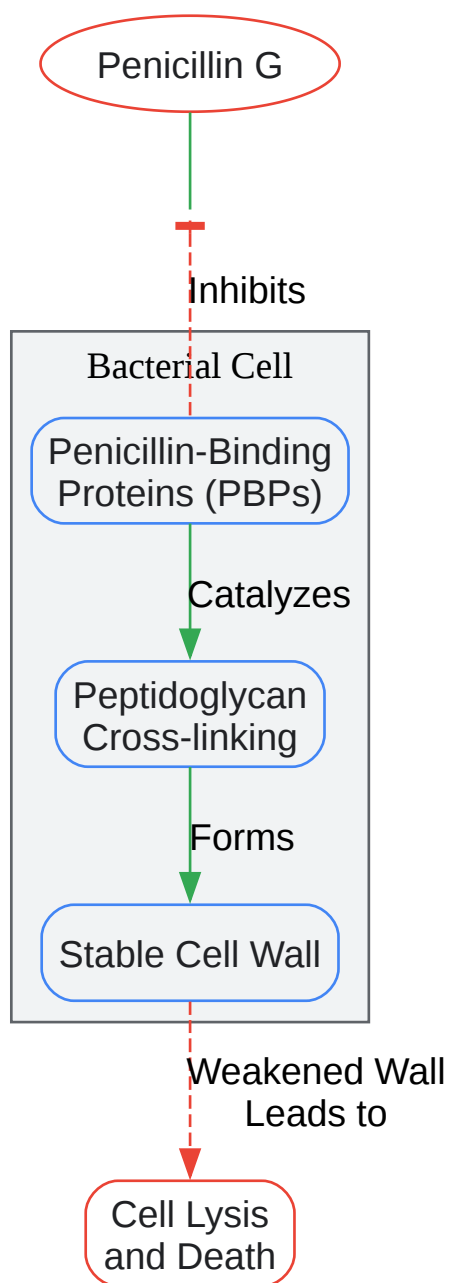 Penicillin G
Inhibits
Bacterial Cell
Penicillin-Binding
Proteins (PBPs)
Catalyzes
Peptidoglycan
Cross-linking
Forms
Stable Cell Wall
Weakened Wall
Leads to
Cell Lysis
and Death